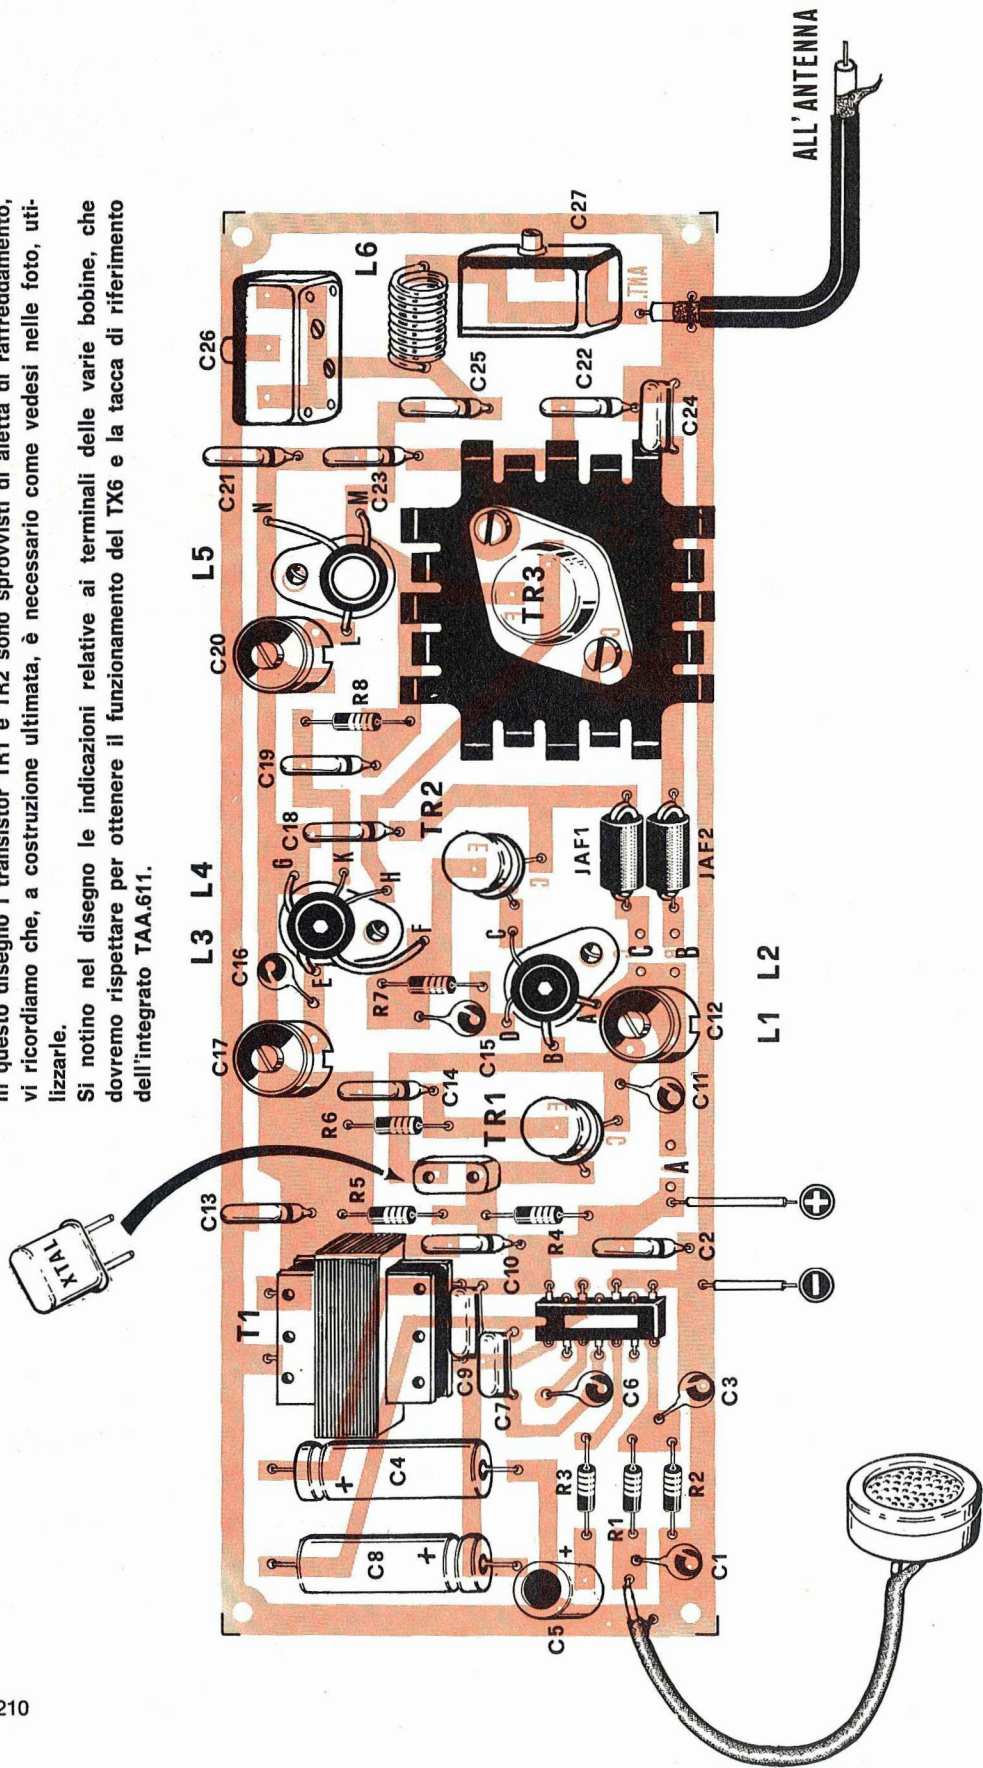 210
in questo disegno i transistor TR1 e TR2 sono sprovvisti di aletta di raffreddamento,
vi ricordiamo che, a costruzione ultimata, è necessario come vedesi nelle foto, uti-
lizzarle.
Si notino nel disegno le indicazioni relative ai terminali delle varie bobine, che
dovremo rispettare per ottenere il funzionamento del TX6 e la tacca di riferimento
dell'integrato TAA.611.
XTAL
T1
C13
C17
C16
L3 L4
C18
C19
C20
L5
C21
C26
G
K
H
E
F
N
M
L
C8
+
C4
+
C9
C7
C10
R5
R6
C14
R7
C15
TR1
TR2
R8
C23
C25
L6
C5
+
R3
R1
R2
C1
C6
C3
R4
C2
E
C
D
C
B
A
E
C
TR3
E
C
C22
C24
C27
ANT.
A
C11
C12
C
B
JAF1
JAF2
L1 L2
-
+
ALL'ANTENNA